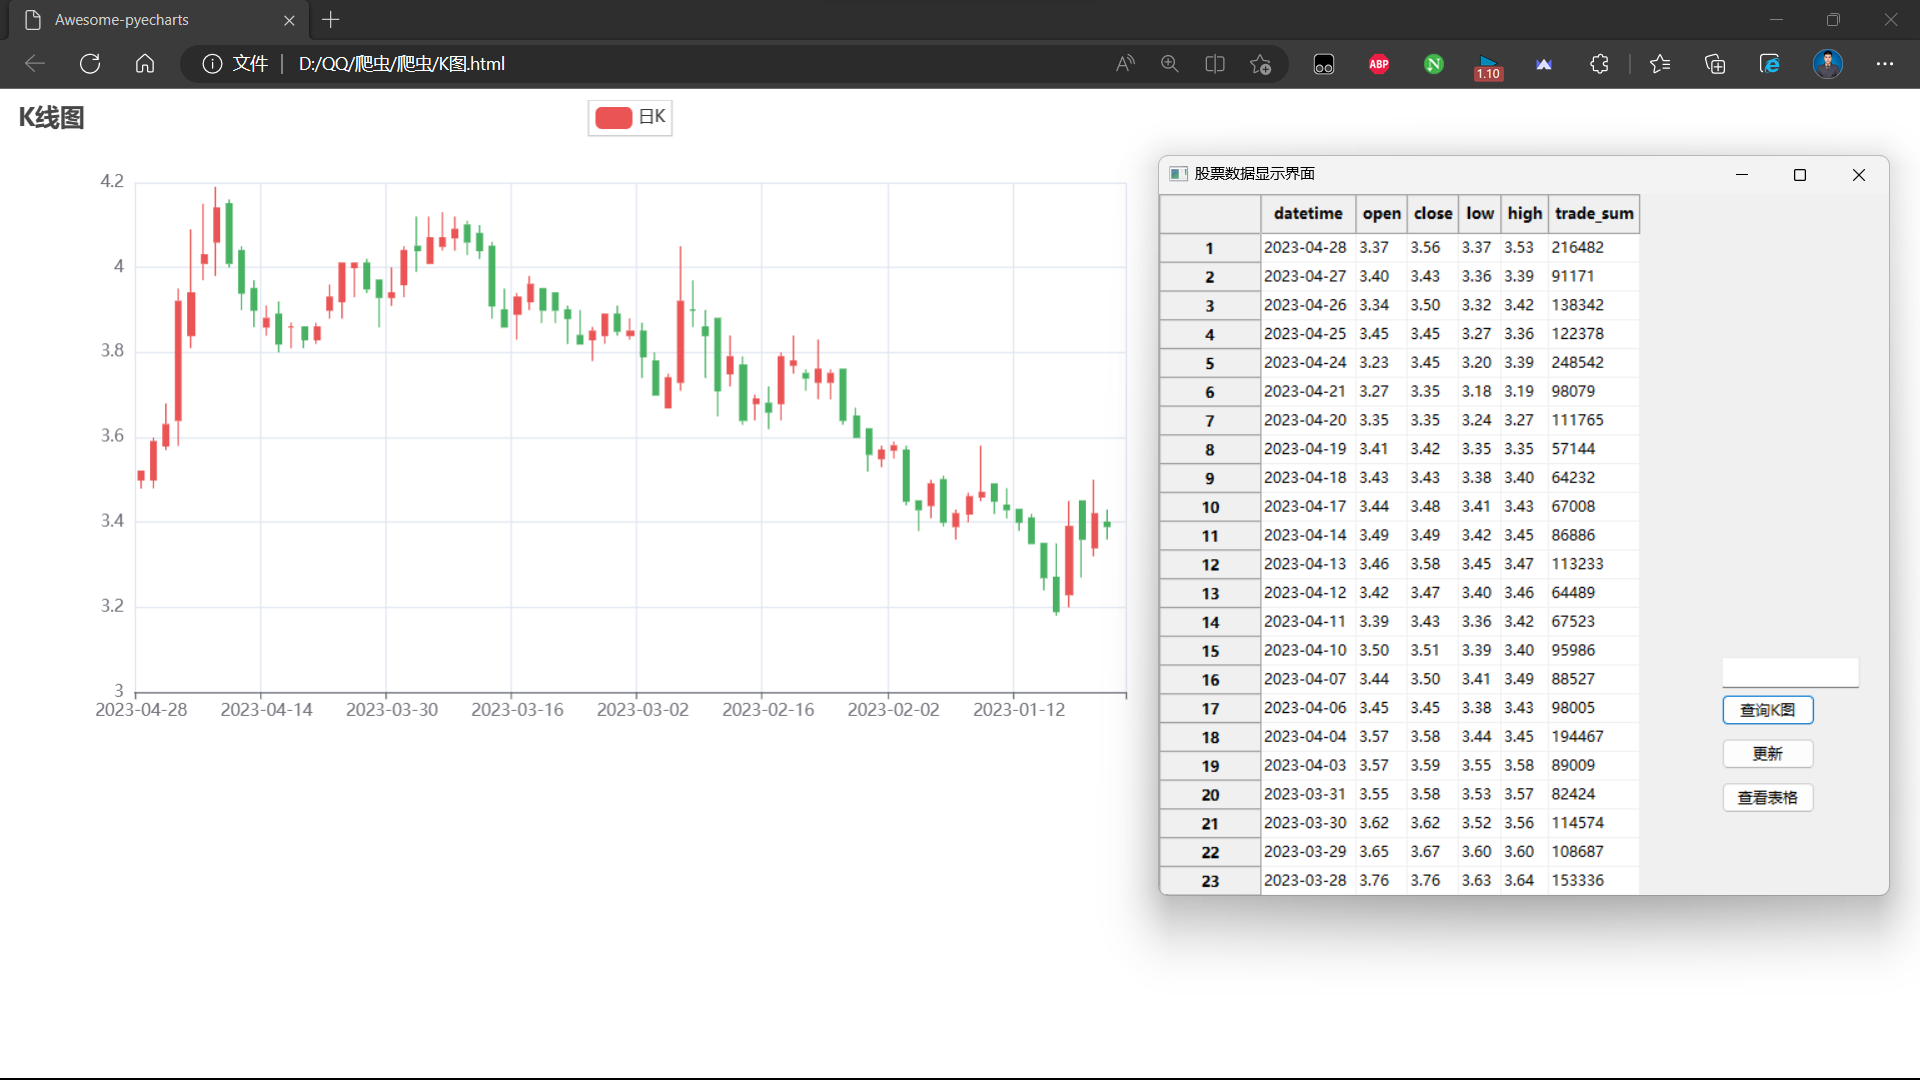 Awesome-pyecharts
文件 D:/QQ/爬虫/爬虫/K图.html
ABP
N
1.10
K线图
日K
4.2
4
3.8
3.6
3.4
3.2
3
2023-04-28 2023-04-14 2023-03-30 2023-03-16 2023-03-02 2023-02-16 2023-02-02 2023-01-12
股票数据显示界面
datetime open close low high trade_sum
1 2023-04-28 3.37 3.56 3.37 3.53 216482
2 2023-04-27 3.40 3.43 3.36 3.39 91171
3 2023-04-26 3.34 3.50 3.32 3.42 138342
4 2023-04-25 3.45 3.45 3.27 3.36 122378
5 2023-04-24 3.23 3.45 3.20 3.39 248542
6 2023-04-21 3.27 3.35 3.18 3.19 98079
7 2023-04-20 3.35 3.35 3.24 3.27 111765
8 2023-04-19 3.41 3.42 3.35 3.35 57144
9 2023-04-18 3.43 3.43 3.38 3.40 64232
10 2023-04-17 3.44 3.48 3.41 3.43 67008
11 2023-04-14 3.49 3.49 3.42 3.45 86886
12 2023-04-13 3.46 3.58 3.45 3.47 113233
13 2023-04-12 3.42 3.47 3.40 3.46 64489
14 2023-04-11 3.39 3.43 3.36 3.42 67523
15 2023-04-10 3.50 3.51 3.39 3.40 95986
16 2023-04-07 3.44 3.50 3.41 3.49 88527
17 2023-04-06 3.45 3.45 3.38 3.43 98005
18 2023-04-04 3.57 3.58 3.44 3.45 194467
19 2023-04-03 3.57 3.59 3.55 3.58 89009
20 2023-03-31 3.55 3.58 3.53 3.57 82424
21 2023-03-30 3.62 3.62 3.52 3.56 114574
22 2023-03-29 3.65 3.67 3.60 3.60 108687
23 2023-03-28 3.76 3.76 3.63 3.64 153336
查询K图
更新
查看表格